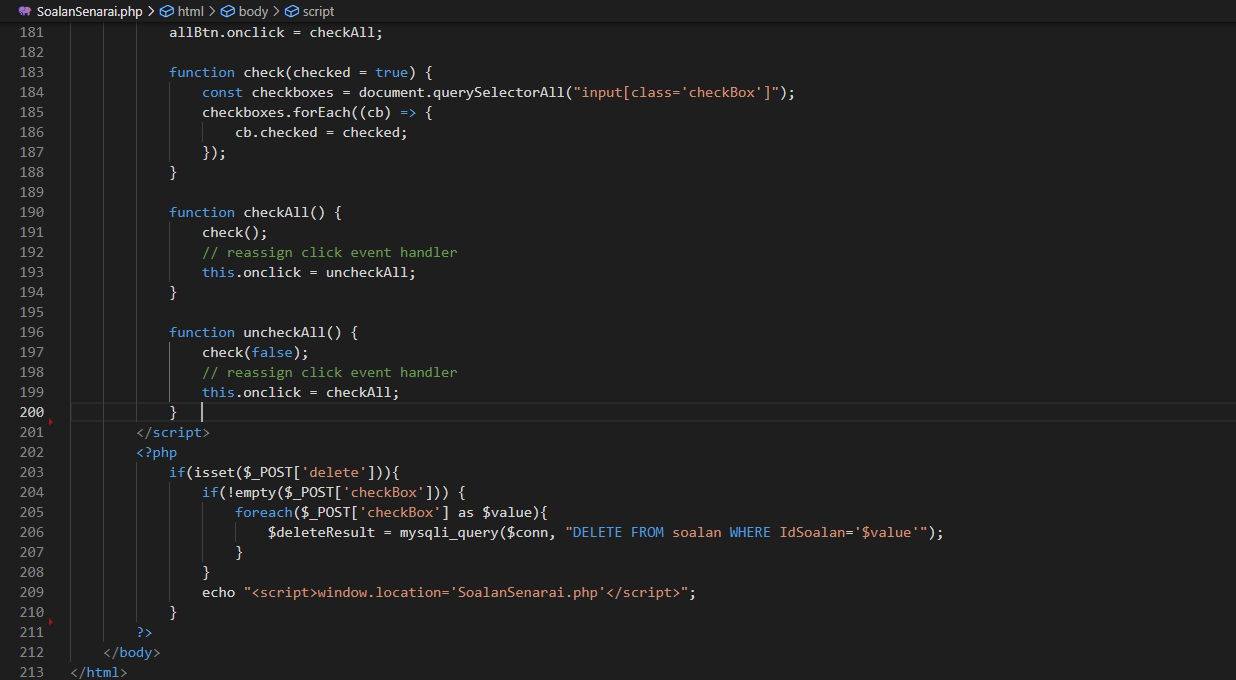 SoalanSenarai.php > html > body > script
181 allBtn.onclick = checkAll;
182
183 function check(checked = true) {
184 const checkboxes = document.querySelectorAll("input[class='checkBox']");
185 checkboxes.forEach((cb) => {
186 cb.checked = checked;
187 });
188 }
189
190 function checkAll() {
191 check();
192 // reassign click event handler
193 this.onclick = uncheckAll;
194 }
195
196 function uncheckAll() {
197 check(false);
198 // reassign click event handler
199 this.onclick = checkAll;
200 }
201 </script>
202 <?php
203 if(isset($_POST['delete'])){
204 if(!empty($_POST['checkBox'])) {
205 foreach($_POST['checkBox'] as $value){
206 $deleteResult = mysqli_query($conn, "DELETE FROM soalan WHERE IdSoalan='$value'");
207 }
208 }
209 echo "<script>window.location='SoalanSenarai.php'</script>";
210 }
211 ?>
212 </body>
213 </html>